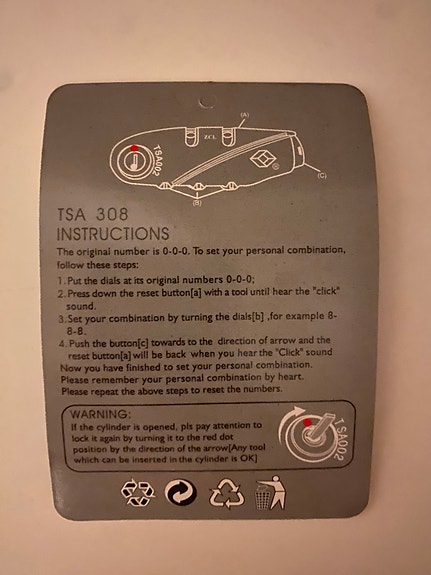 (A)
ZCL
TSA002
®
(C)
(B)
TSA 308
INSTRUCTIONS
The original number is 0-0-0. To set your personal combination,
follow these steps:
1. Put the dials at its original numbers 0-0-0;
2. Press down the reset button[a] with a tool until hear the "click"
sound.
3. Set your combination by turning the dials[b] ,for example 8-
8-8.
4. Push the button[c] towards to the direction of arrow and the
reset button[a] will be back when you hear the "Click" sound
Now you have finished to set your personal combination.
Please remember your personal combination by heart.
Please repeat the above steps to reset the numbers.
WARNING:
If the cylinder is opened, pls pay attention to
lock it again by turning it to the red dot
position by the direction of the arrow[Any tool
which can be inserted in the cylinder is OK]
TSA002